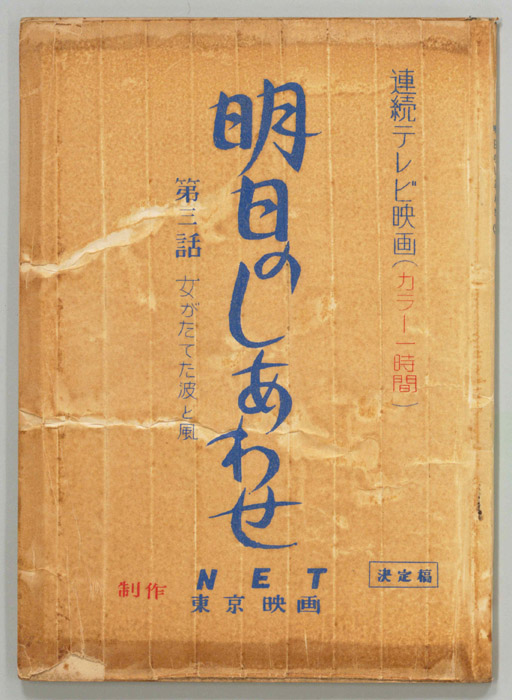 連続テレビ映画(カラー一時間)
明日のしあわせ
第三話 女がたてた波と風
決定稿
制作
NET
東京映画